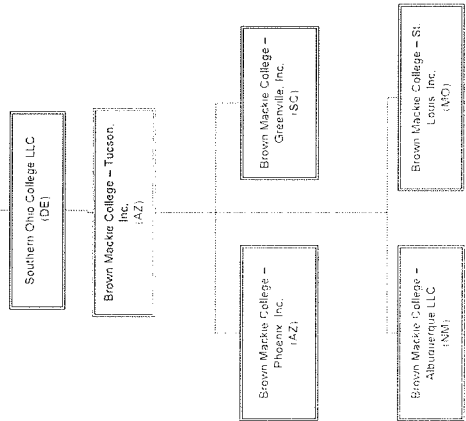 Southern Ohio College LLC
(DE)
Brown Mackie College – Tucson,
Inc.
(AZ)
Brown Mackie College –
Phoenix, Inc.
(AZ)
Brown Mackie College –
Greenville, Inc.
(SC)
Brown Mackie College –
Albuquerque LLC
(NM)
Brown Mackie College – St.
Louis Inc.
(MO)